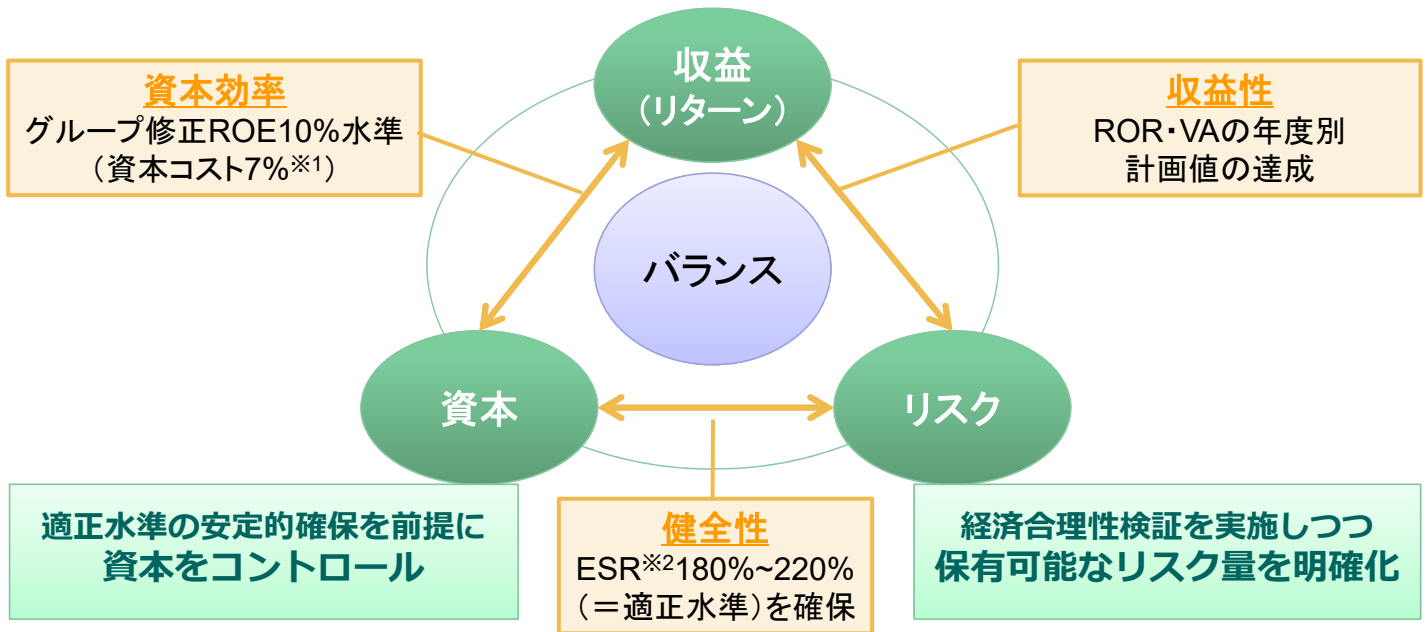 収益
（リターン）
資本効率
グループ修正ROE10%水準
（資本コスト7%※1）
収益性
ROR・VAの年度別
計画値の達成
バランス
資本
リスク
適正水準の安定的確保を前提に
資本をコントロール
健全性
ESR※2180%~220%
（＝適正水準）を確保
経済合理性検証を実施しつつ
保有可能なリスク量を明確化